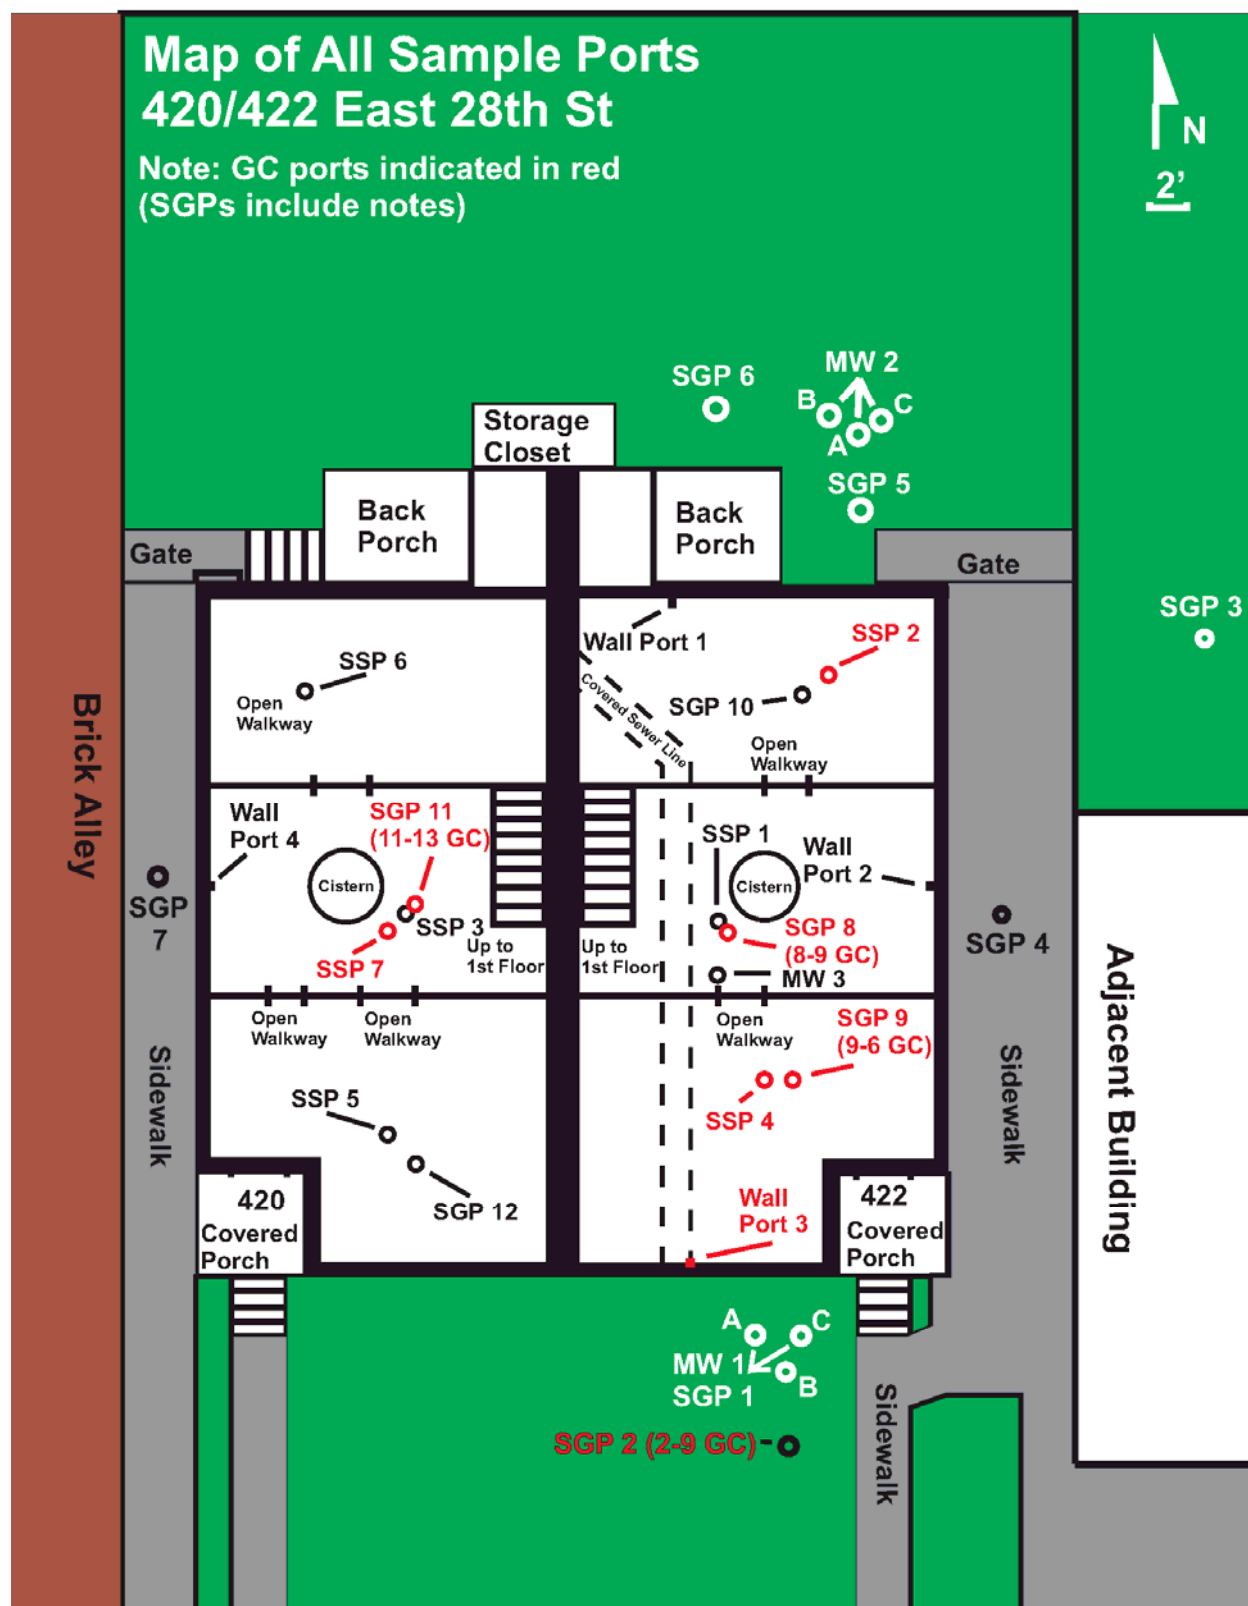 Map of All Sample Ports
420/422 East 28th St
Note: GC ports indicated in red
(SGPs include notes)
N
2’
MW 2
SGP 6
B
C
A
Storage
Closet
SGP 5
Back
Porch
Back
Porch
Gate
Gate
SGP 3
Wall Port 1
SSP 2
SSP 6
Open
Walkway
Covered Sewer Line
SGP 10
Open
Walkway
Brick Alley
Wall
Port 4
SGP 11
(11-13 GC)
SSP 1
Wall
Port 2
Cistern
Cistern
SGP
7
SSP 3
SSP 7
Up to
1st Floor
Up to
1st Floor
SGP 8
(8-9 GC)
MW 3
SGP 4
Adjacent Building
Open
Walkway
Open
Walkway
Open
Walkway
SGP 9
(9-6 GC)
Sidewalk
Sidewalk
SSP 5
SSP 4
SGP 12
Wall
Port 3
420
Covered
Porch
422
Covered
Porch
A
C
MW 1
B
SGP 1
SGP 2 (2-9 GC)
Sidewalk